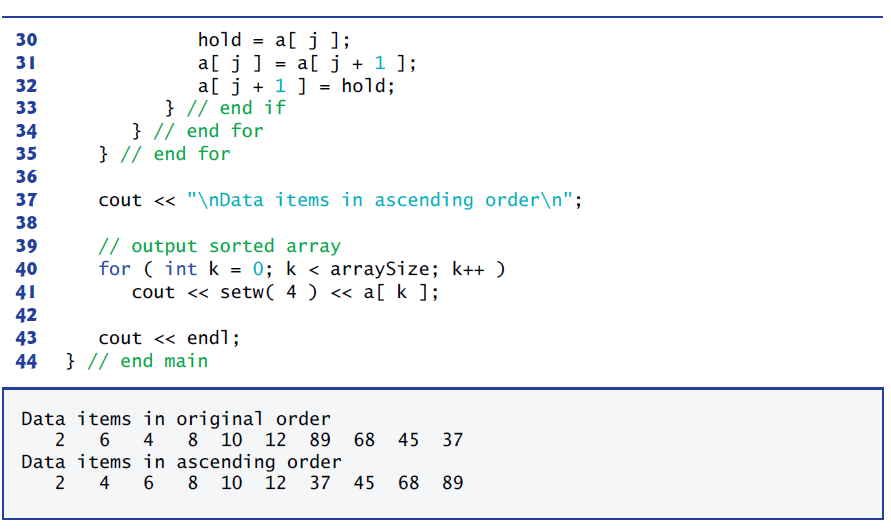 30 hold = a[ j ];
31 a[ j ] = a[ j + 1 ];
32 a[ j + 1 ] = hold;
33 } // end if
34 } // end for
35 } // end for
36
37 cout << "\nData items in ascending order\n";
38
39 // output sorted array
40 for ( int k = 0; k < arraySize; k++ )
41 cout << setw( 4 ) << a[ k ];
42
43 cout << endl;
44 } // end main
Data items in original order
2 6 4 8 10 12 89 68 45 37
Data items in ascending order
2 4 6 8 10 12 37 45 68 89